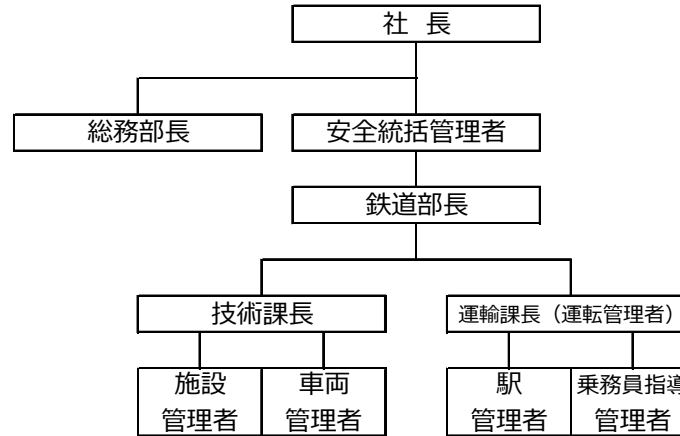 社 長
総務部長
安全統括管理者
鉄道部長
技術課長
運輸課長（運転管理者）
施設
管理者
車両
管理者
駅
管理者
乗務員指導
管理者